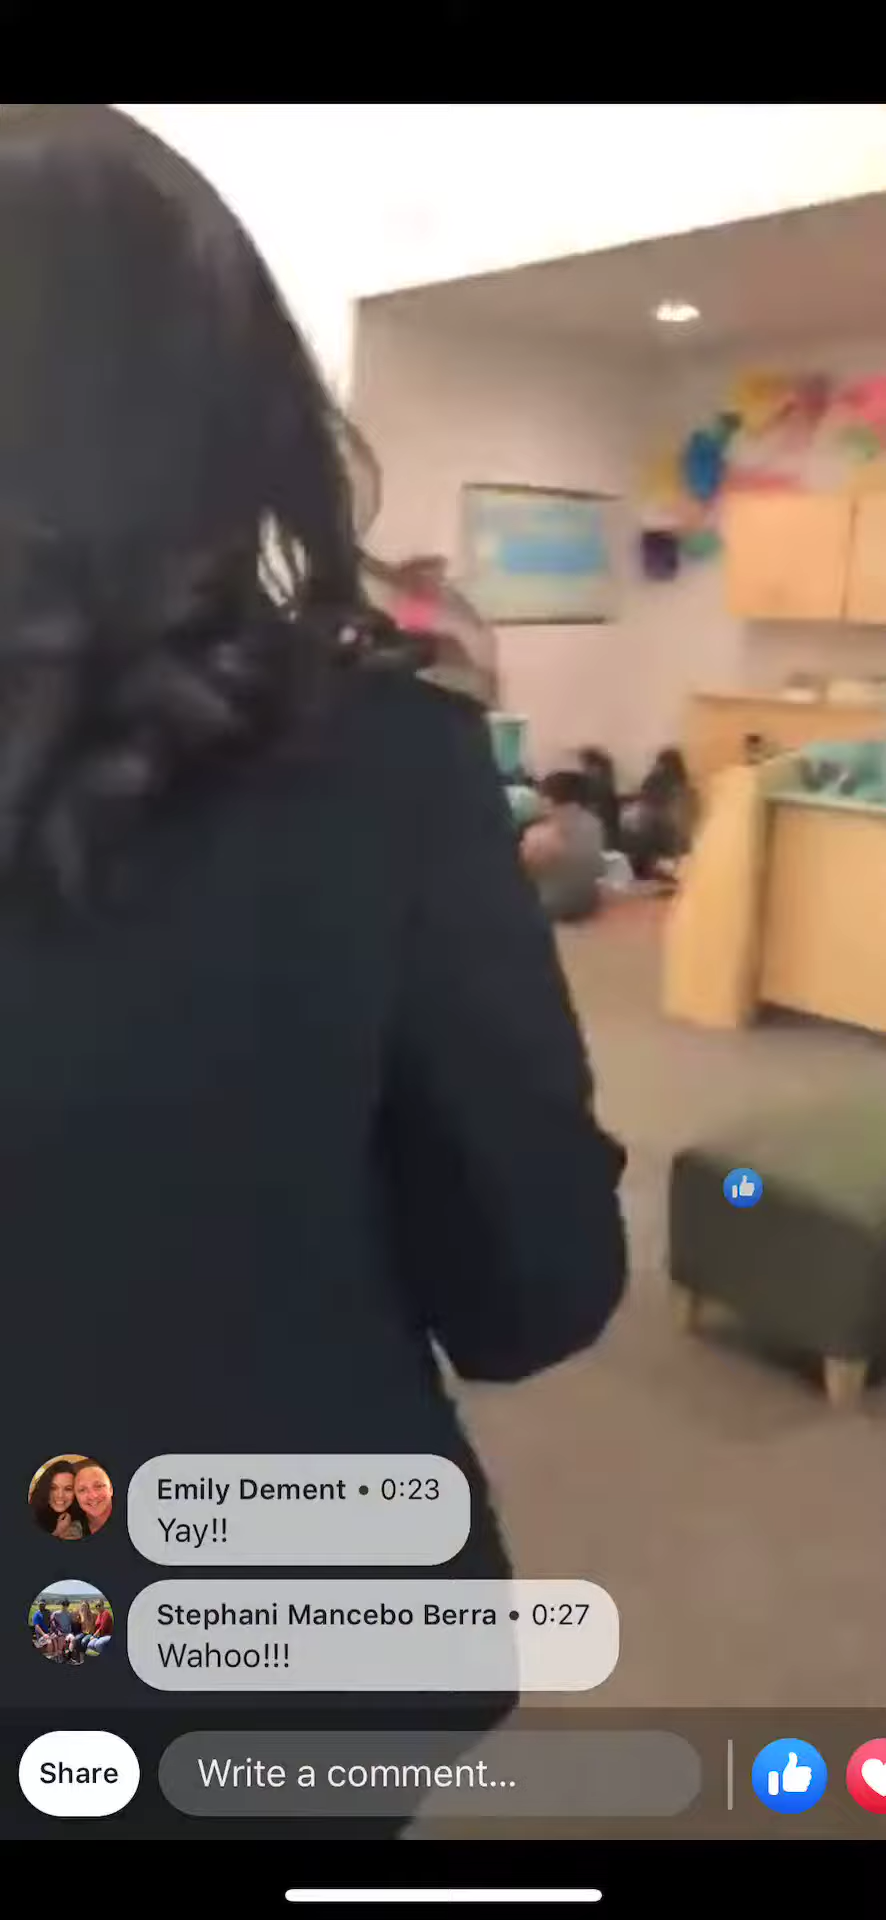 Emily Dement • 0:23
Yay!!
Stephani Mancebo Berra • 0:27
Wahoo!!!
Share
Write a comment...